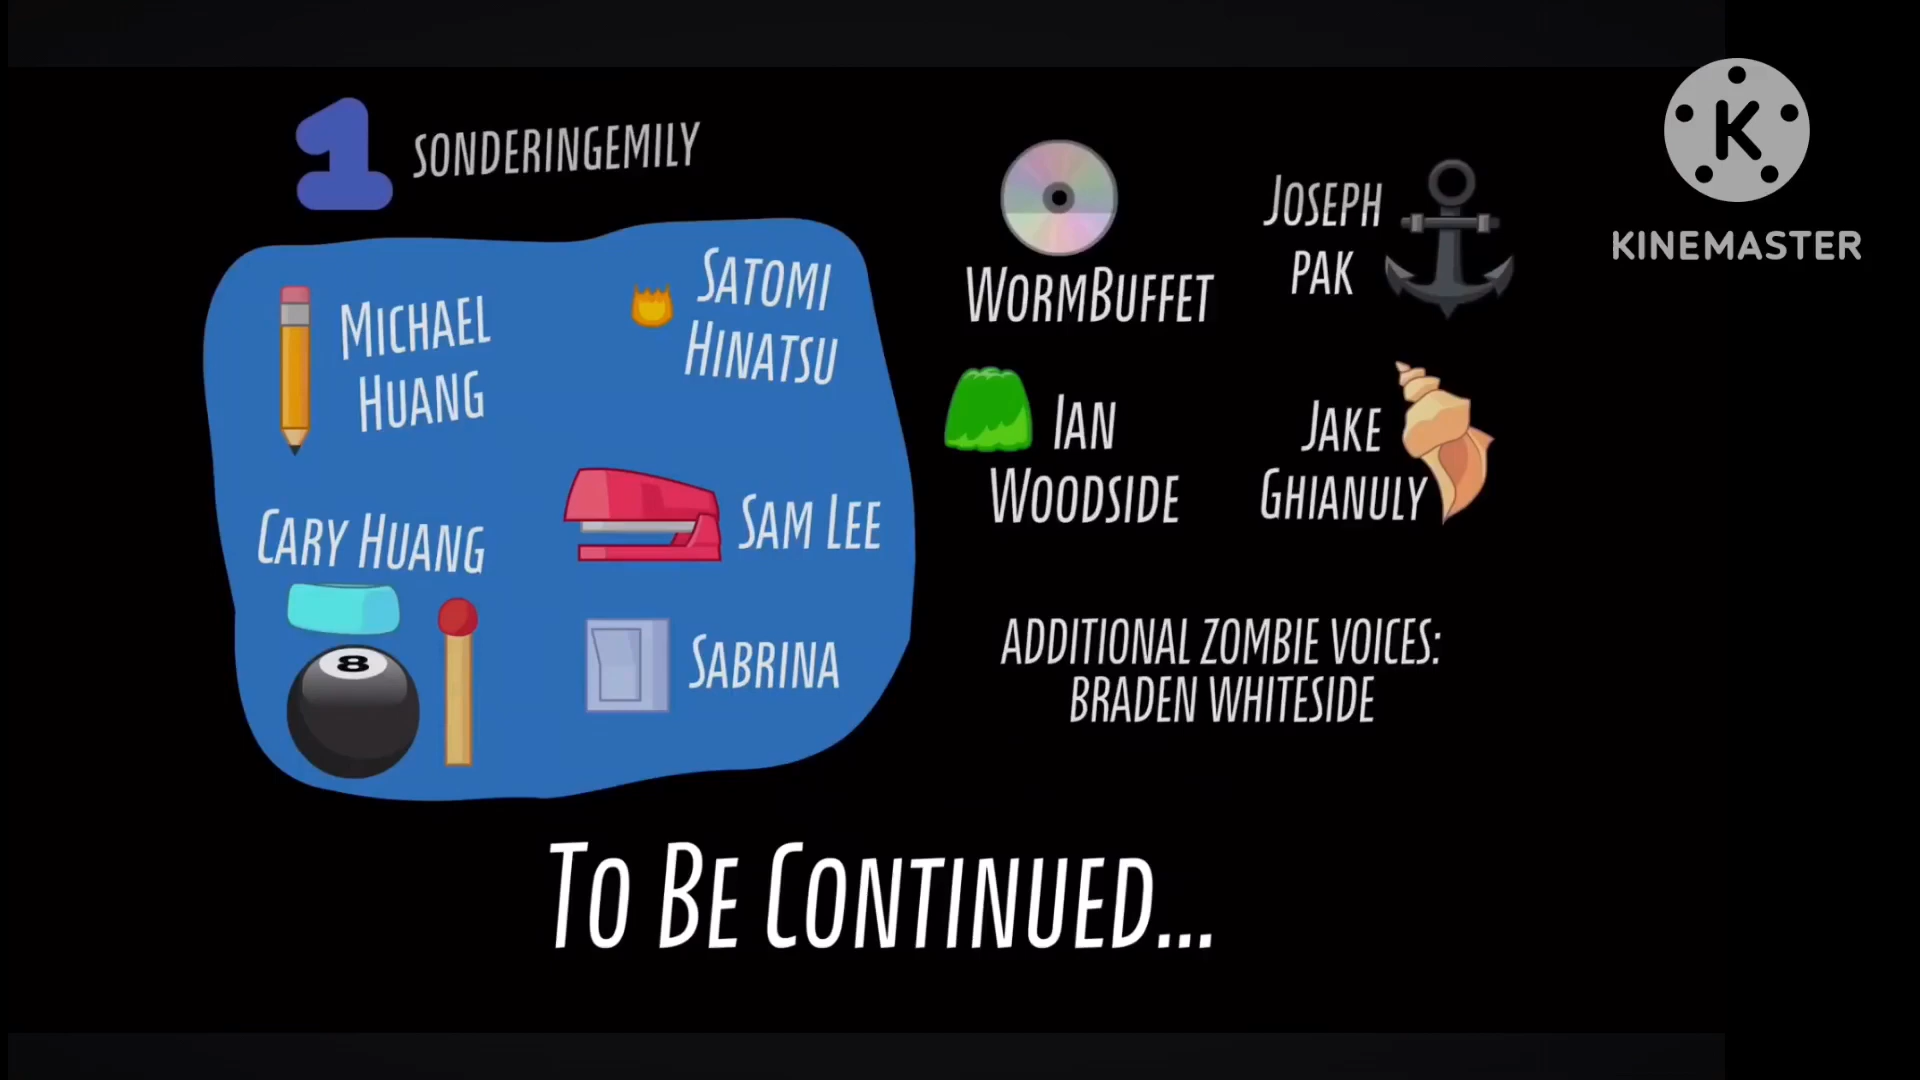 SONDERINGEMILY
MICHAEL
HUANG
SATOMI
HINATSU
CARY HUANG
8
SAM LEE
SABRINA
WORMBUFFET
JOSEPH
PAK
IAN
WOODSIDE
JAKE
GHIANULY
ADDITIONAL ZOMBIE VOICES:
BRADEN WHITESIDE
TO BE CONTINUED...
1
K
KINEMASTER